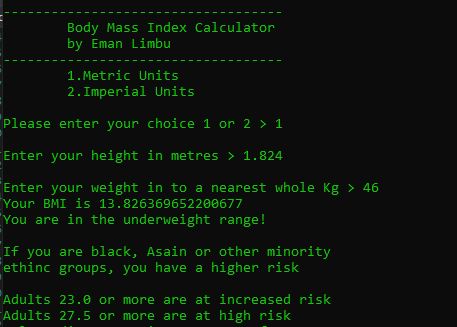 -----------------------------------
Body Mass Index Calculator
by Eman Limbu
-----------------------------------
1.Metric Units
2.Imperial Units
Please enter your choice 1 or 2 > 1
Enter your height in metres > 1.824
Enter your weight in to a nearest whole Kg > 46
Your BMI is 13.826369652200677
You are in the underweight range!
If you are black, Asain or other minority
ethinc groups, you have a higher risk
Adults 23.0 or more are at increased risk
Adults 27.5 or more are at high risk